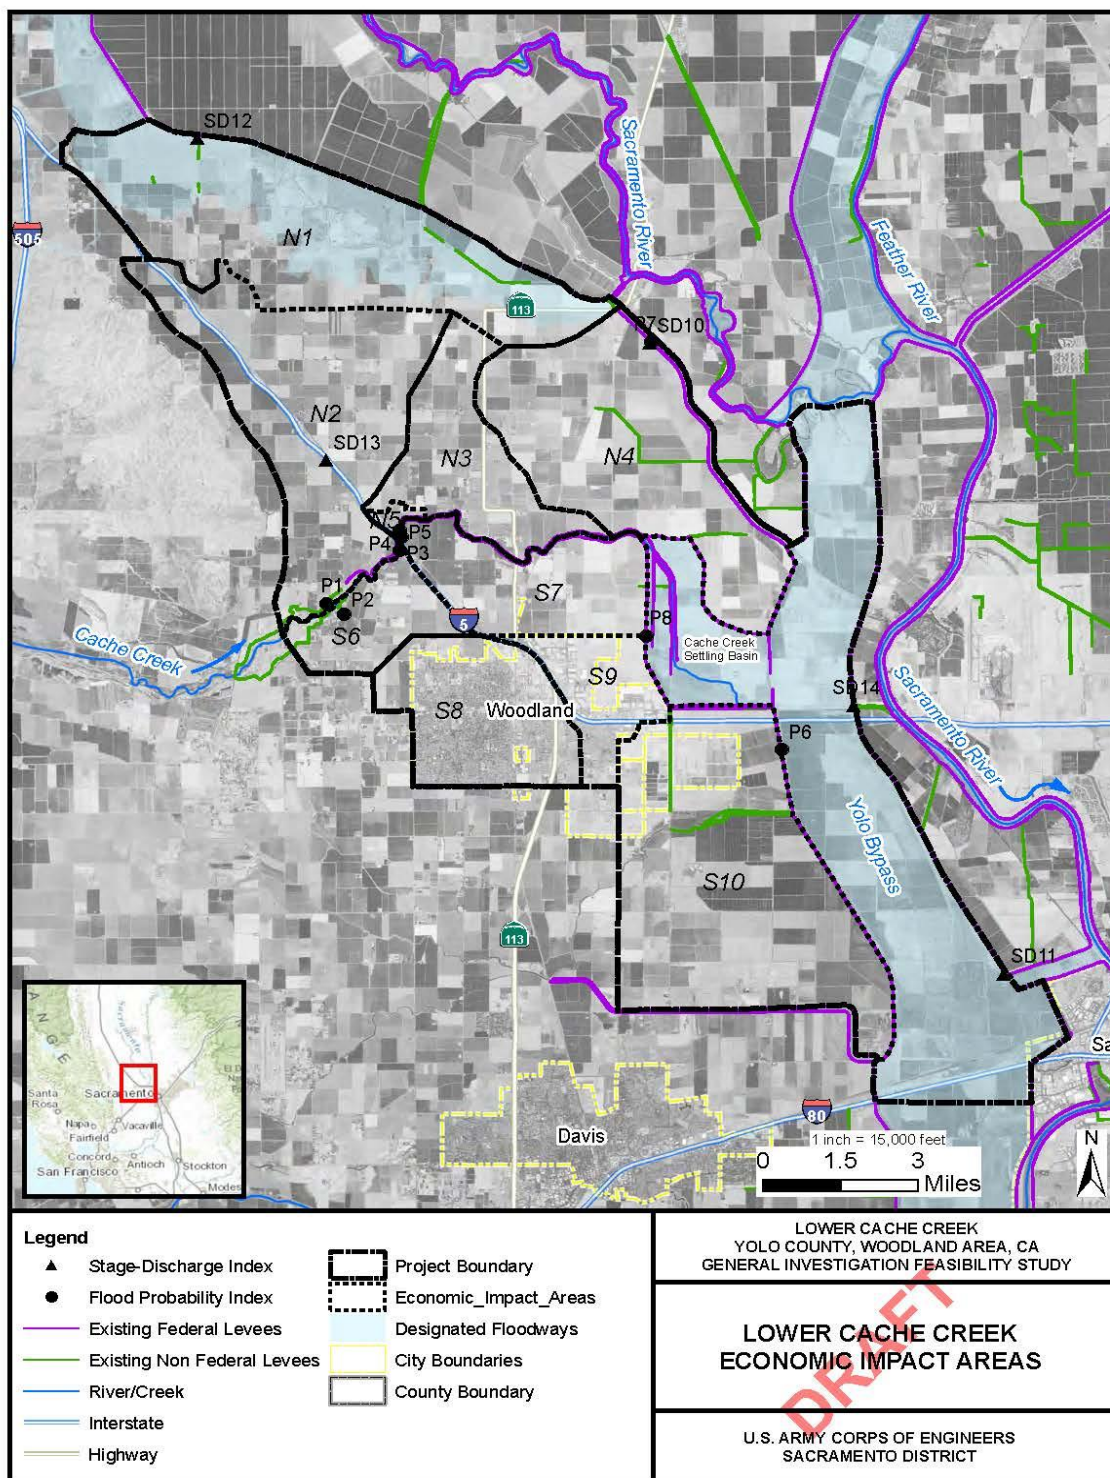 SD12
505
N1
Sacramento River
Feather River
113
P7
SD10
N2
SD13
N3
N4
N5
P4
P5
P3
P1
P2
S6
S7
5
P8
Cache Creek
Cache Creek
Settling Basin
S9
S8
Woodland
SD14
Sacramento River
P6
Yolo Bypass
S10
113
SD11
Sa
Davis
80
1 inch = 15,000 feet
0 1.5 3
Miles
N
Sacramento
Santa
Rosa
Napa
Vacaville
Fairfield
Concord
Antioch
Stockton
San Francisco
Modes
Legend
Stage-Discharge Index
Flood Probability Index
Existing Federal Levees
Existing Non Federal Levees
River/Creek
Interstate
Highway
Project Boundary
Economic_Impact_Areas
Designated Floodways
City Boundaries
County Boundary
LOWER CACHE CREEK
YOLO COUNTY, WOODLAND AREA, CA
GENERAL INVESTIGATION FEASIBILITY STUDY
LOWER CACHE CREEK
ECONOMIC IMPACT AREAS
DRAFT
U.S. ARMY CORPS OF ENGINEERS
SACRAMENTO DISTRICT